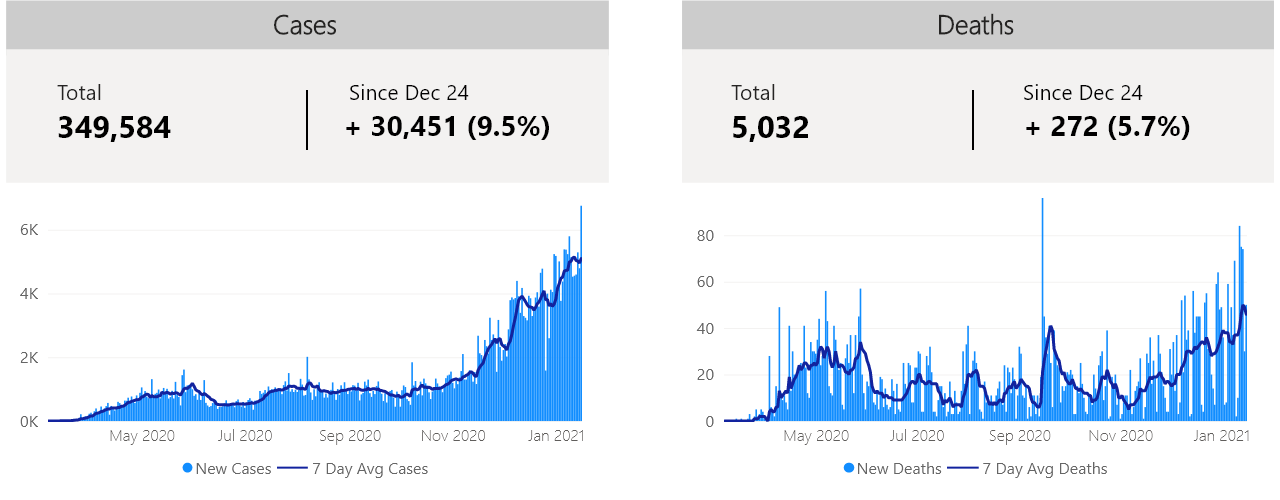 Cases
Total
349,584
Since Dec 24
+ 30,451 (9.5%)
6K
4K
2K
0K
May 2020 Jul 2020 Sep 2020 Nov 2020 Jan 2021
New Cases 7 Day Avg Cases
Deaths
Total
5,032
Since Dec 24
+ 272 (5.7%)
80
60
40
20
0
May 2020 Jul 2020 Sep 2020 Nov 2020 Jan 2021
New Deaths 7 Day Avg Deaths